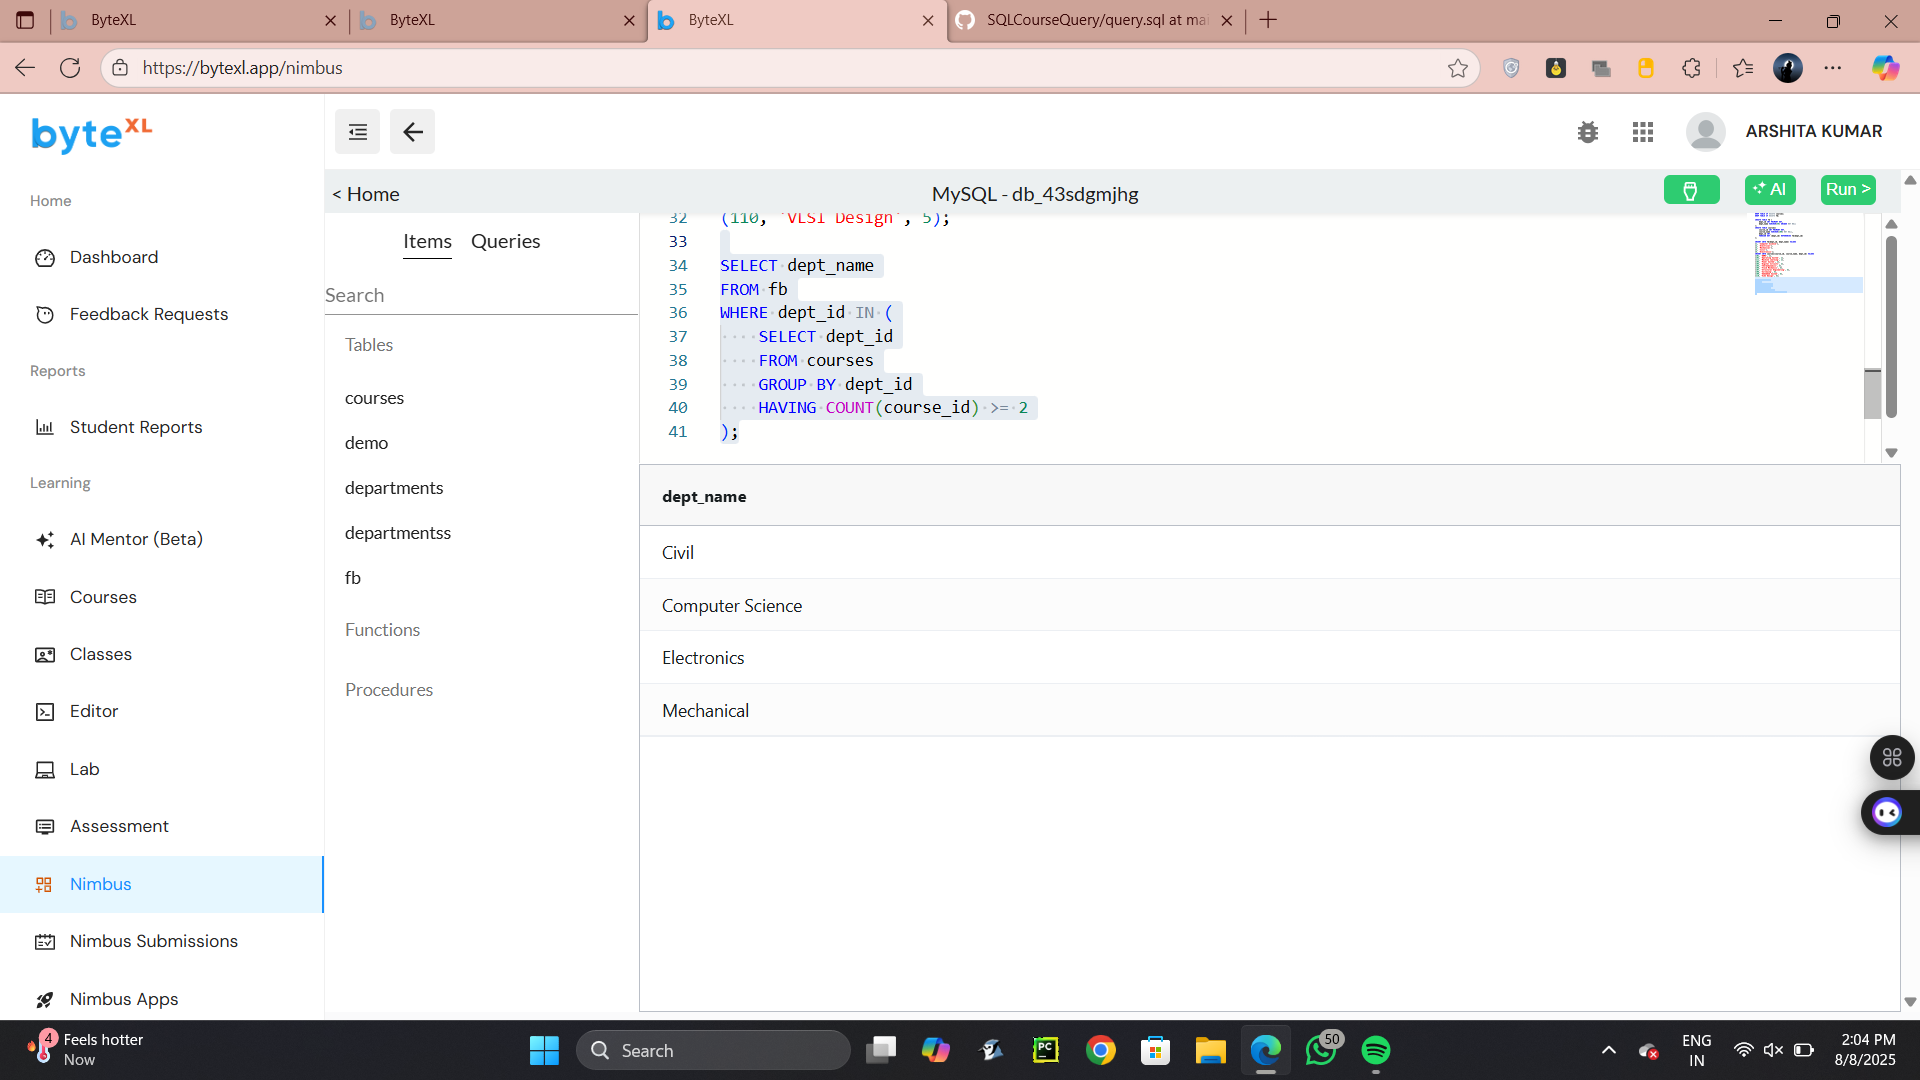 ByteXL
ByteXL
ByteXL
SQLCourseQuery/query.sql at mai
https://bytexl.app/nimbus
byteXL
ARSHITA KUMAR
Home
Dashboard
Feedback Requests
Reports
Student Reports
Learning
AI Mentor (Beta)
Courses
Classes
Editor
Lab
Assessment
Nimbus
Nimbus Submissions
Nimbus Apps
< Home
MySQL - db_43sdgmjhg
AI
Run >
Items
Queries
Search
Tables
courses
demo
departments
departmentss
fb
Functions
Procedures
32 (110, 'VLSI Design', 5);
33
34 SELECT dept_name
35 FROM fb
36 WHERE dept_id IN (
37 SELECT dept_id
38 FROM courses
39 GROUP BY dept_id
40 HAVING COUNT(course_id) >= 2
41 );
dept_name
Civil
Computer Science
Electronics
Mechanical
4
Feels hotter
Now
Search
PC
50
ENG
IN
2:04 PM
8/8/2025